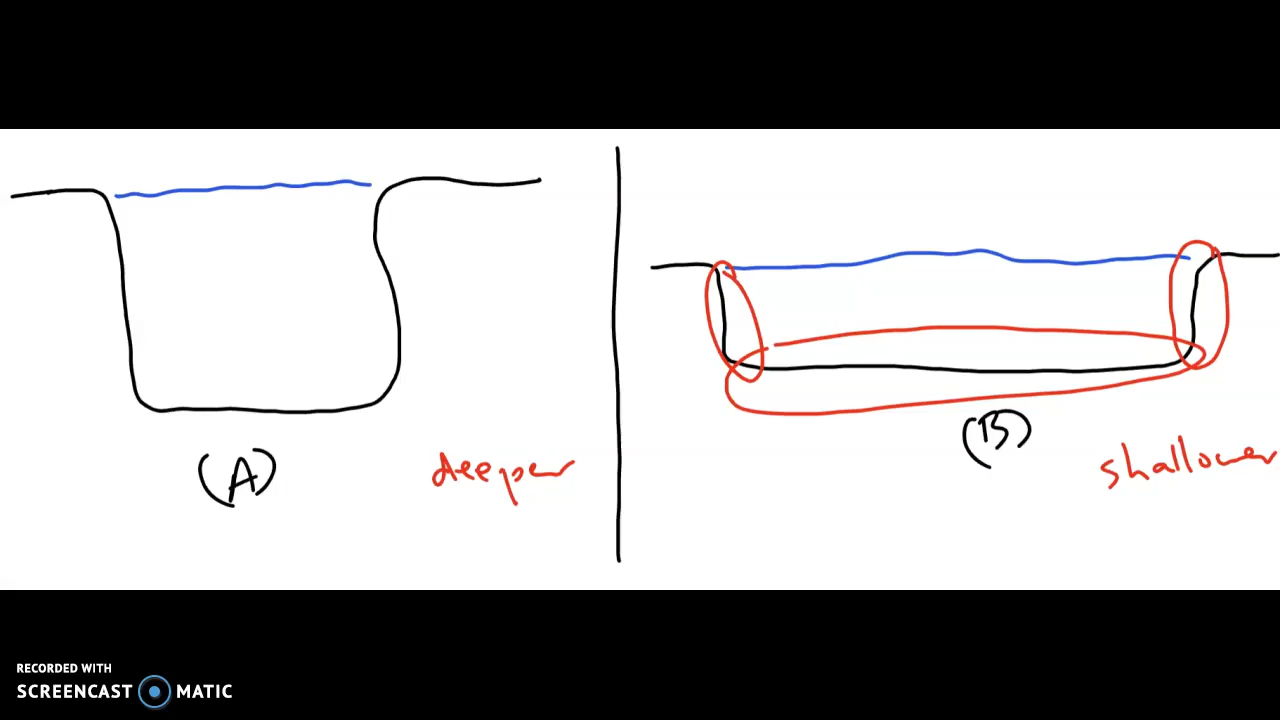 (A)
deeper
(B)
shallower
RECORDED WITH
SCREENCAST MATIC